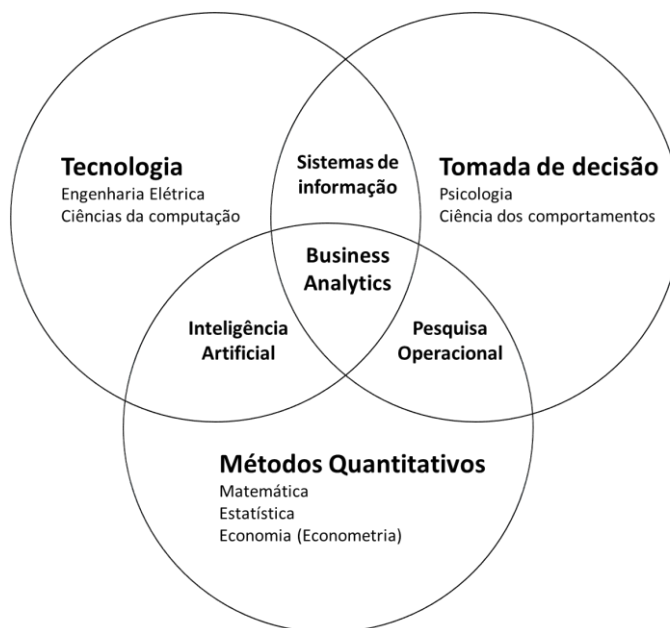 Tecnologia
Engenharia Elétrica
Ciências da computação
Sistemas de
informação
Tomada de decisão
Psicologia
Ciência dos comportamentos
Business
Analytics
Inteligência
Artificial
Pesquisa
Operacional
Métodos Quantitativos
Matemática
Estatística
Economia (Econometria)